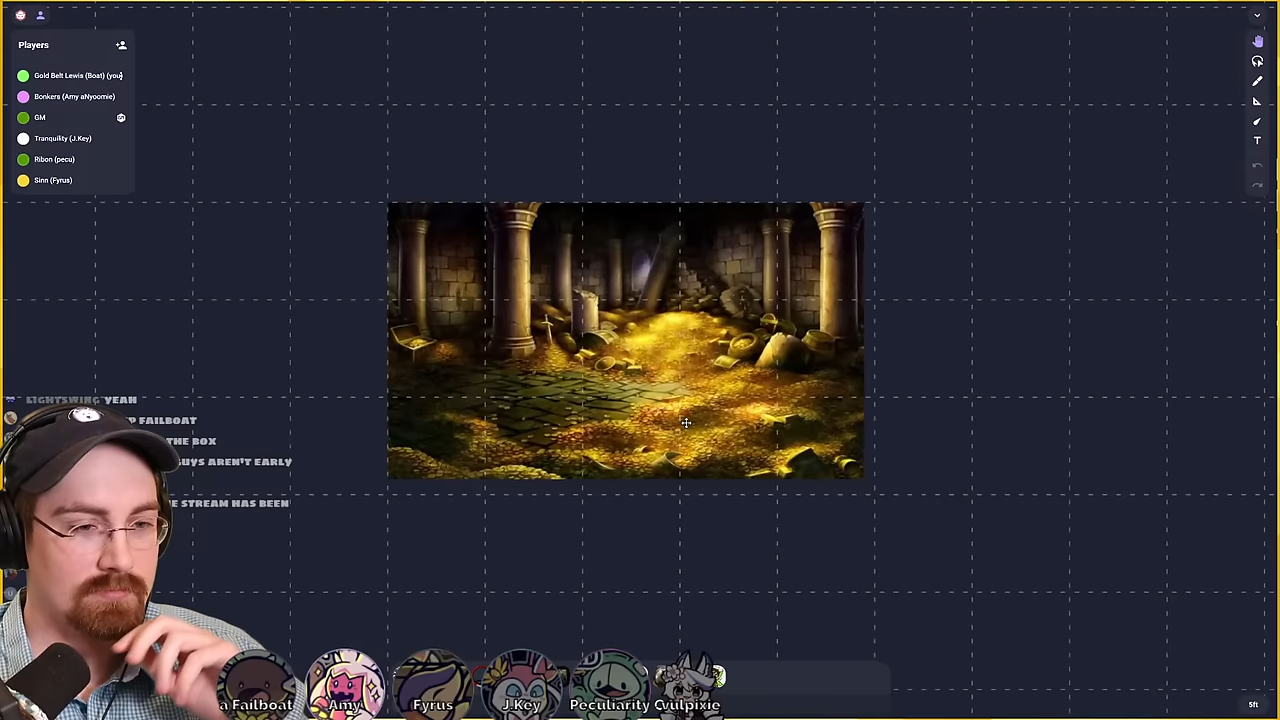 Players
Gold Belt Lewis (Boat) (you)
Bonkers (Amy aNyoomie)
GM
Tranquility (J.Key)
Ribon (pecu)
Sinn (Fyrus)
T
LIGHTSWING YEAH
P FAILBOAT
THE BOX
GUYS AREN'T EARLY
E STREAM HAS BEEN
a Failboat
Amy
Fyrus
J.Key
Peculiarity
Cvulpixie
5ft